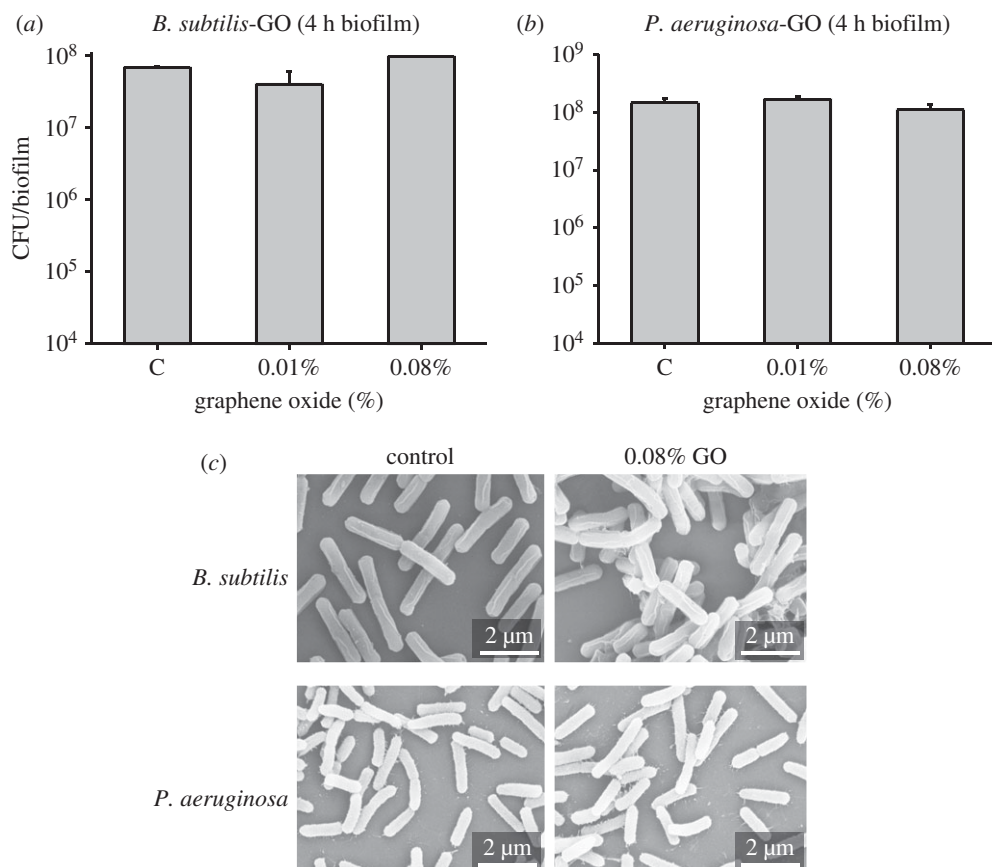 (a) B. subtilis-GO (4 h biofilm)
CFU/biofilm
10⁸
10⁷
10⁶
10⁵
10⁴
C 0.01% 0.08%
graphene oxide (%)
(b) P. aeruginosa-GO (4 h biofilm)
10⁹
10⁸
10⁷
10⁶
10⁵
10⁴
C 0.01% 0.08%
graphene oxide (%)
(c) control 0.08% GO
B. subtilis
2 μm 2 μm
P. aeruginosa
2 μm 2 μm